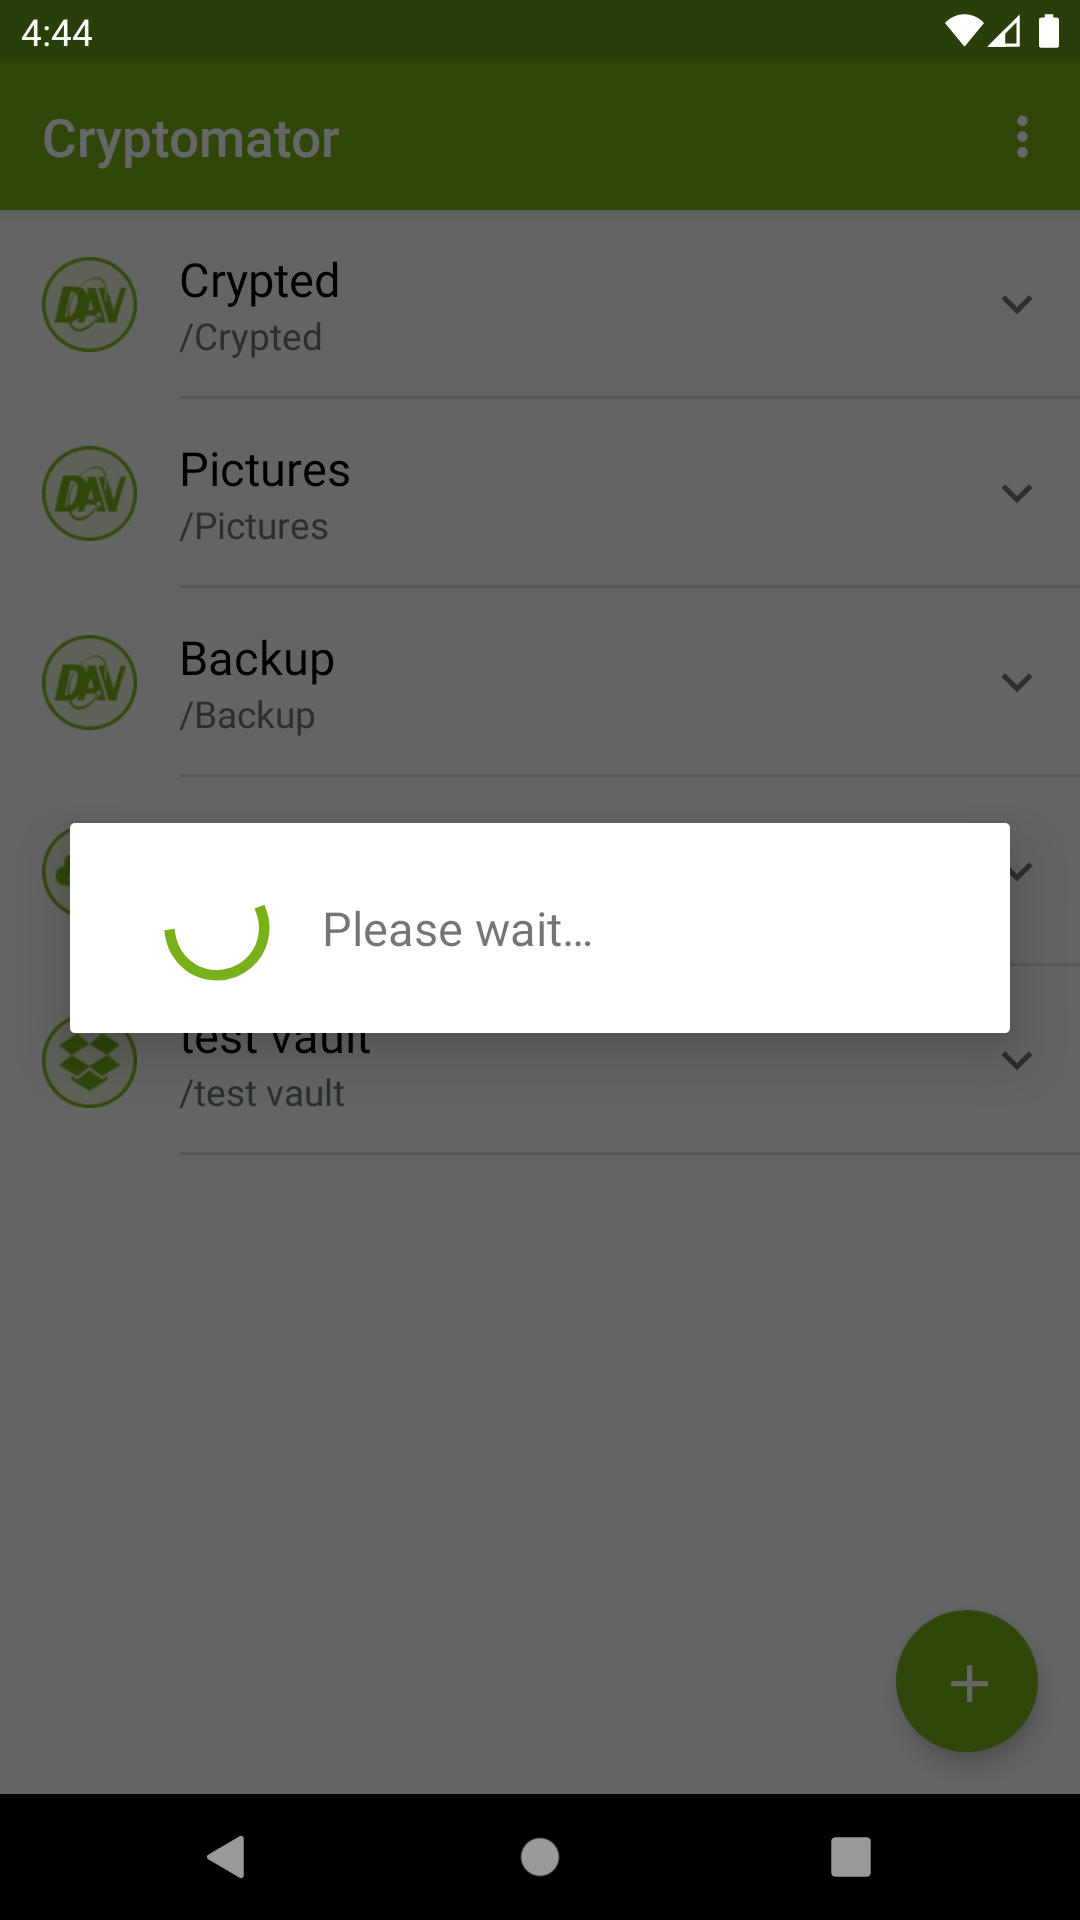 4:44
Cryptomator
DAV
Crypted
/Crypted
DAV
Pictures
/Pictures
DAV
Backup
/Backup
Please wait...
test vault
/test vault